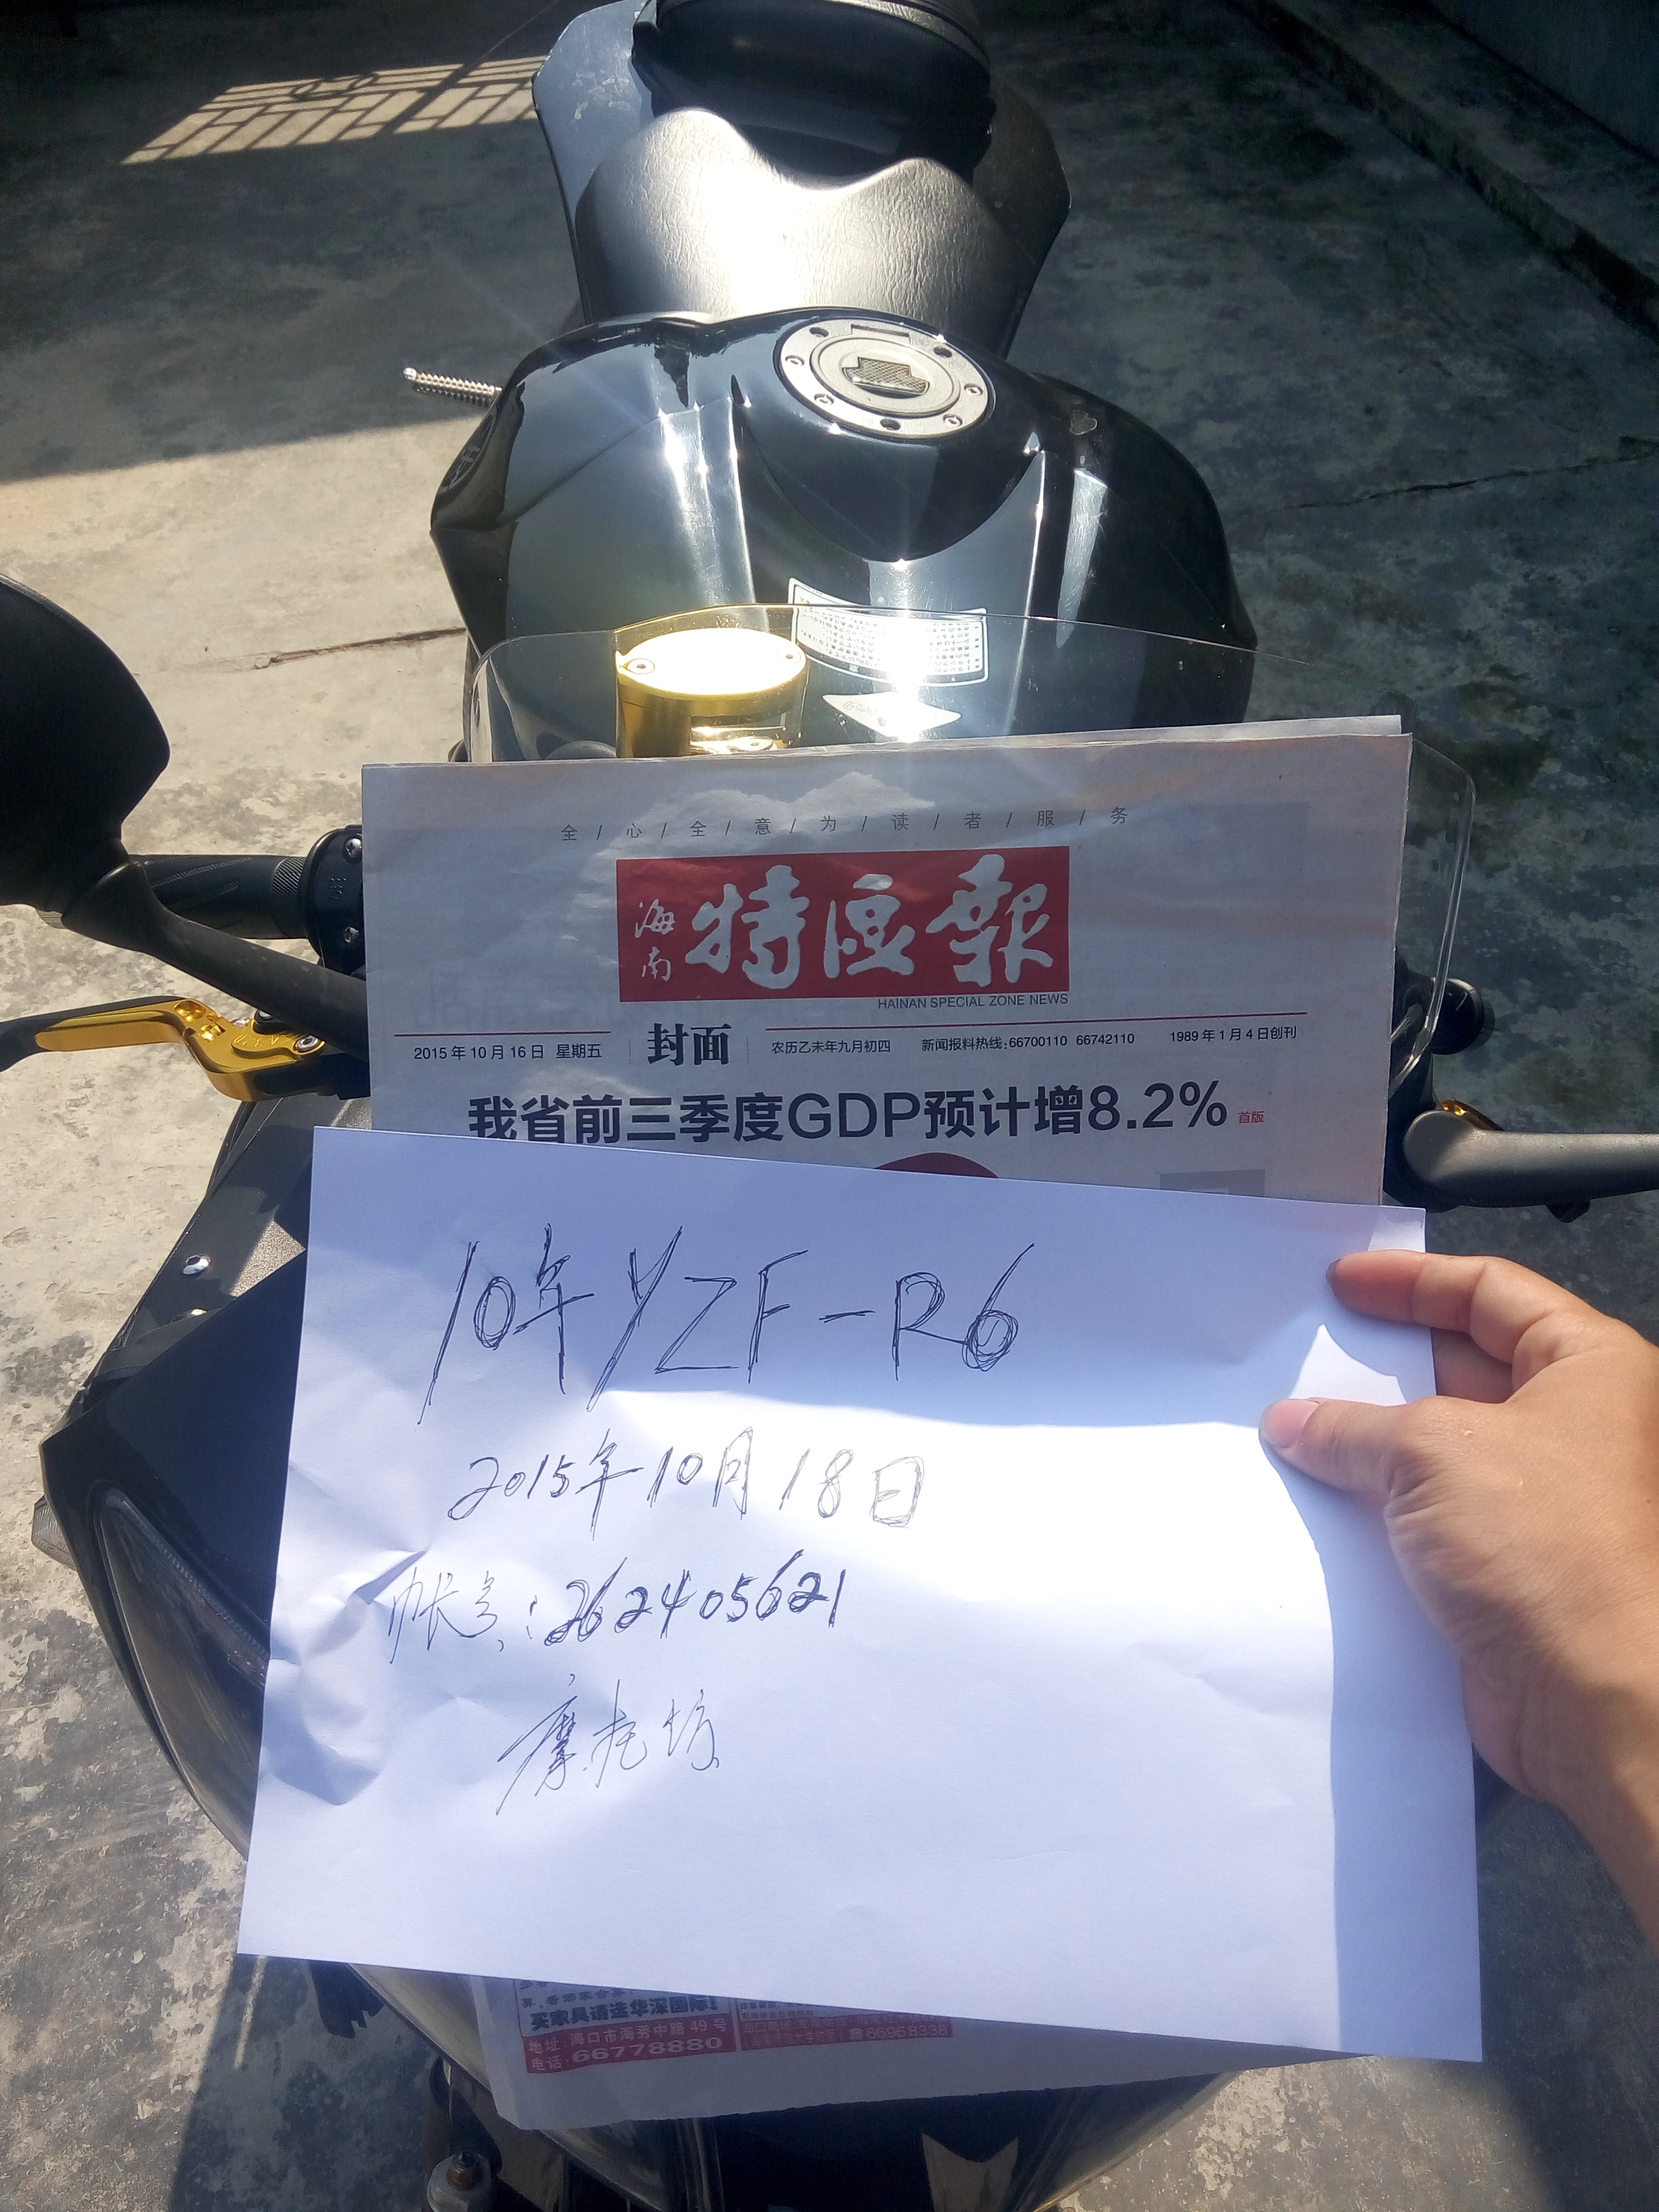 全/心/全/意/为/读/者/服/务
海南 特区報
HAINAN SPECIAL ZONE NEWS
2015年10月16日 星期五 封面 农历乙未年九月初四 新闻报料热线:66700110 66742110 1989年1月4日创刊
我省前三季度GDP预计增8.2% 首版
10年YZF-R6
2015年10月18日
帐号:262405621
摩托坊
买家具请选华深国际!
地址:海口市海秀中路49号
电话:66778880
☎66968338